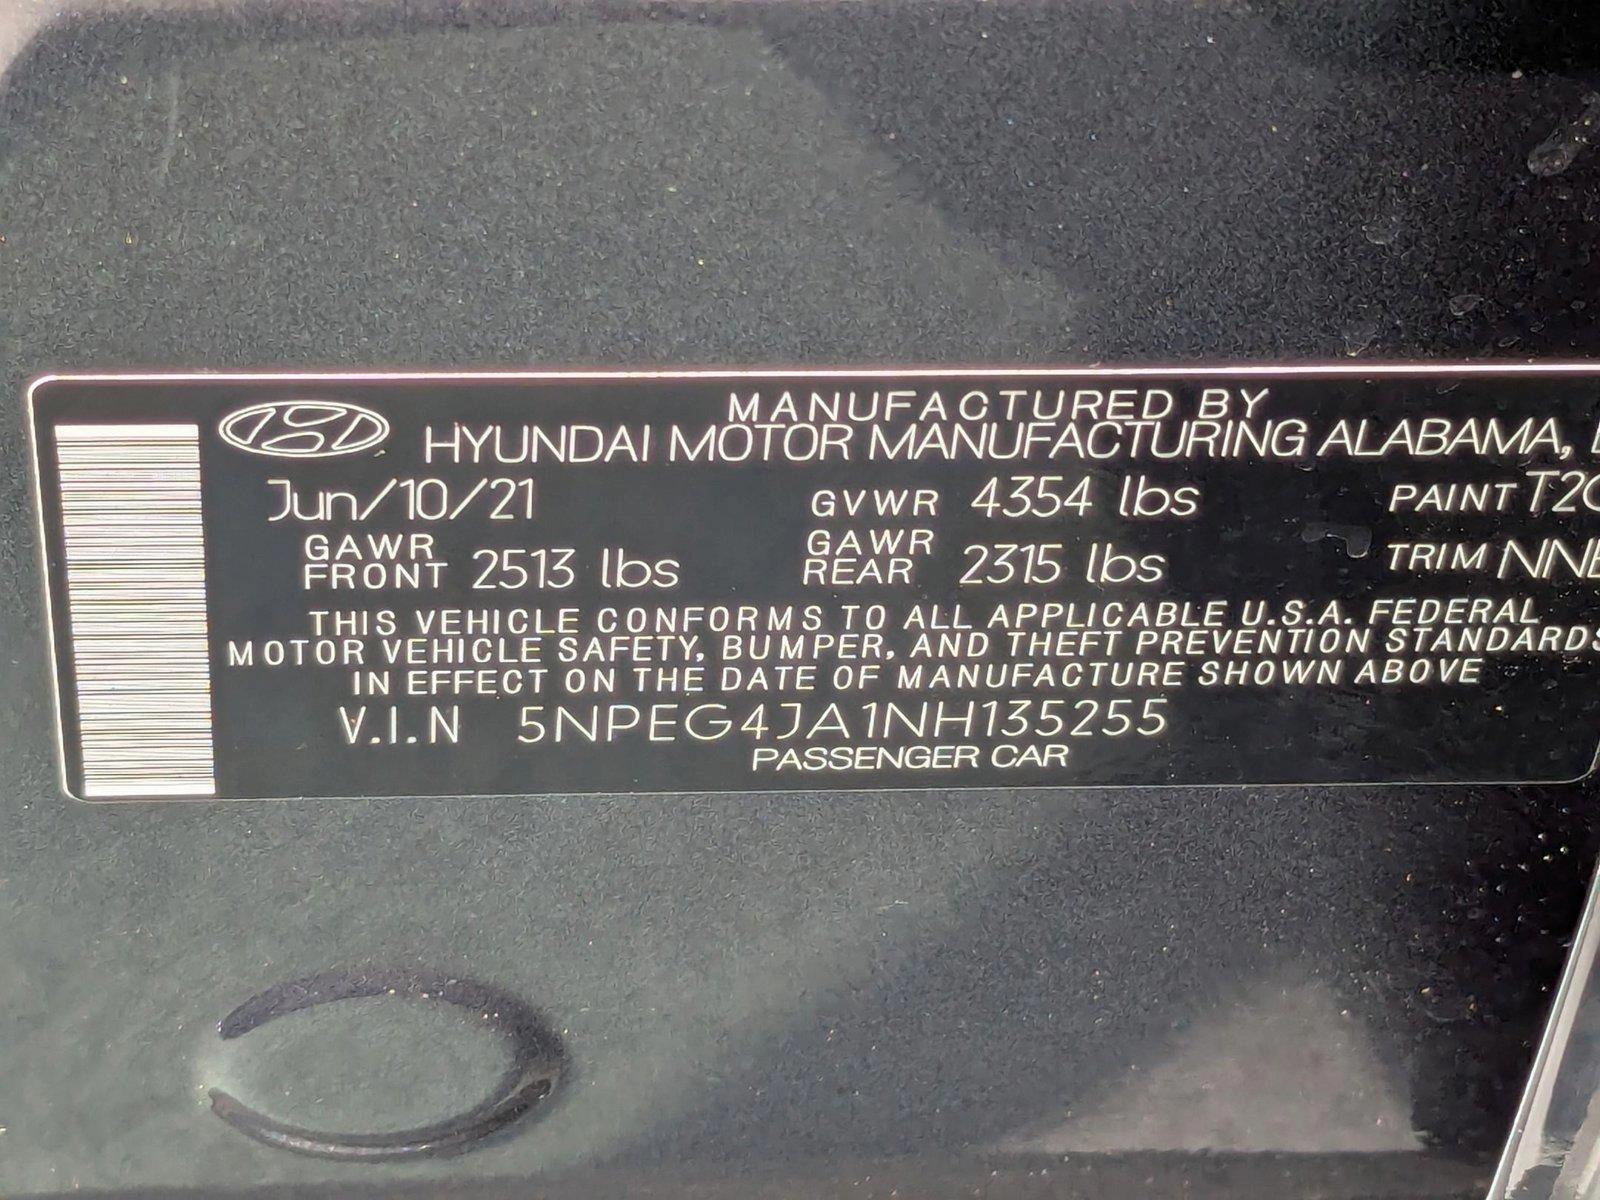 MANUFACTURED BY
HYUNDAI MOTOR MANUFACTURING ALABAMA,
Jun/10/21 GVWR 4354 lbs PAINT
GAWR FRONT 2513 lbs GAWR REAR 2315 lbs TRIM
THIS VEHICLE CONFORMS TO ALL APPLICABLE U.S.A. FEDERAL
MOTOR VEHICLE SAFETY, BUMPER, AND THEFT PREVENTION STANDARDS
IN EFFECT ON THE DATE OF MANUFACTURE SHOWN ABOVE
V.I.N 5NPEG4JA1NH135255
PASSENGER CAR